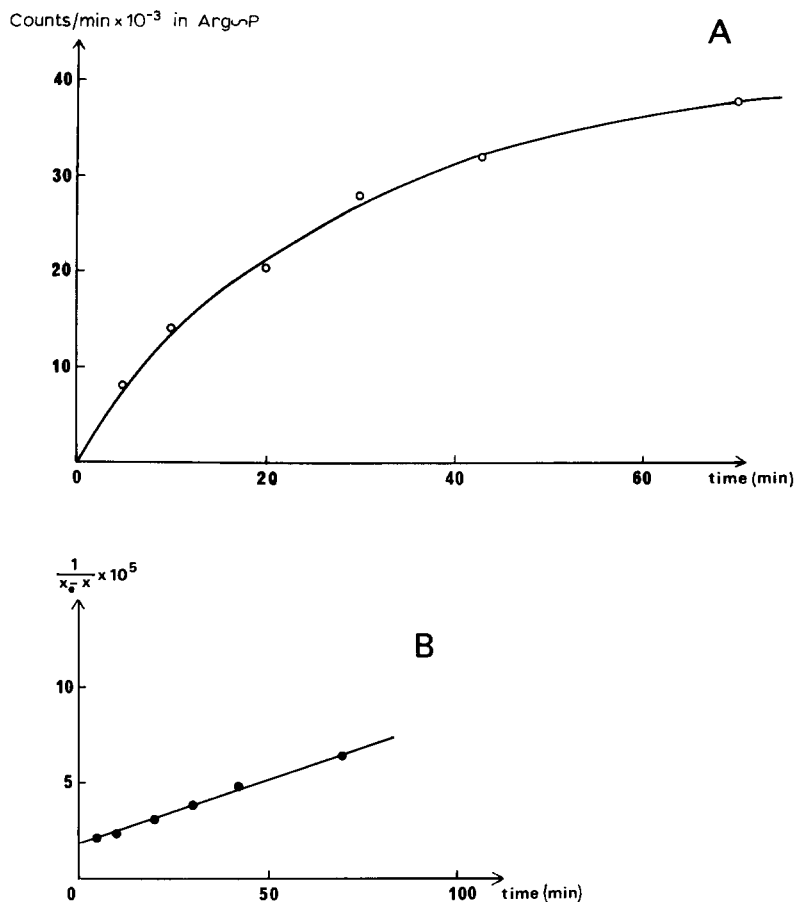 Counts/min × 10⁻³ in Arg∼P
A
40
30
20
10
0 20 40 60 time (min)
1
xₑ- x × 10⁵
B
10
5
0 50 100 time (min)